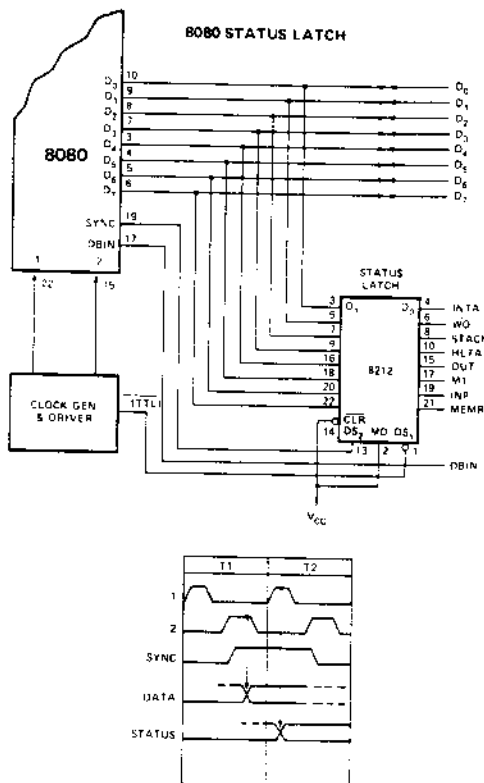 8080 STATUS LATCH
8080
D0 10 D0
D1 9 D1
D2 8 D2
D3 7 D3
D4 3 D4
D5 4 D5
D6 5 D6
D7 6 D7
SYNC 19
DBIN 17
1 2
22 15
CLOCK GEN
& DRIVER
(TTL)
STATUS
LATCH
8212
3 D1 D0 4 INTA
5 6 WO
7 8 STACK
9 10 HLTA
16 15 OUT
18 17 M1
20 19 INP
22 21 MEMR
CLR
14 DS2 MD DS1
13 2 1
DBIN
VCC
T1 T2
1
2
SYNC
DATA
STATUS